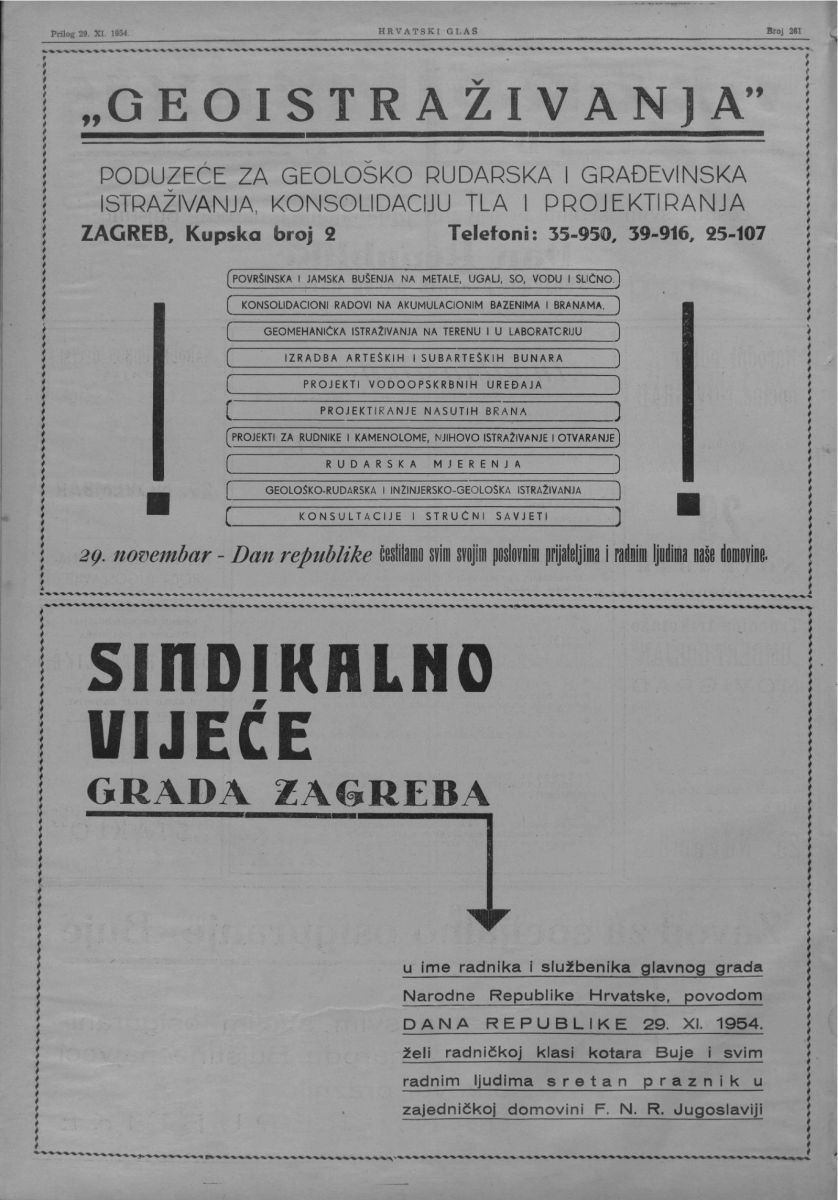 Prilog 29. XI. 1954.
HRVATSKI GLAS
Broj 261
„GEOISTRAŽIVANJA”
PODUZEĆE ZA GEOLOŠKO RUDARSKA I GRAĐEVINSKA
ISTRAŽIVANJA, KONSOLIDACIJU TLA I PROJEKTIRANJA
ZAGREB, Kupska broj 2
Telefoni: 35-950, 39-916, 25-107
POVRŠINSKA I JAMSKA BUŠENJA NA METALE, UGALJ, SO, VODU I SLIČNO.
KONSOLIDACIONI RADOVI NA AKUMULACIONIM BAZENIMA I BRANAMA.
GEOMEHANIČKA ISTRAŽIVANJA NA TERENU I U LABORATORIJU
IZRADBA ARTEŠKIH I SUBARTEŠKIH BUNARA
PROJEKTI VODOOPSKRBNIH UREĐAJA
PROJEKTIRANJE NASUTIH BRANA
PROJEKTI ZA RUDNIKE I KAMENOLOME, NJIHOVO ISTRAŽIVANJE I OTVARANJE
RUDARSKA MJERENJA
GEOLOŠKO-RUDARSKA I INŽINJERSKO-GEOLOŠKA ISTRAŽIVANJA
KONSULTACIJE I STRUČNI SAVJETI
! !
29. novembar - Dan republike čestitamo svim svojim poslovnim prijateljima i radnim ljudima naše domovine.
SINDIKALNO
VIJEĆE
GRADA ZAGREBA
u ime radnika i službenika glavnog grada
Narodne Republike Hrvatske, povodom
DANA REPUBLIKE 29. XI. 1954.
želi radničkoj klasi kotara Buje i svim
radnim ljudima sretan praznik u
zajedničkoj domovini F. N. R. Jugoslaviji